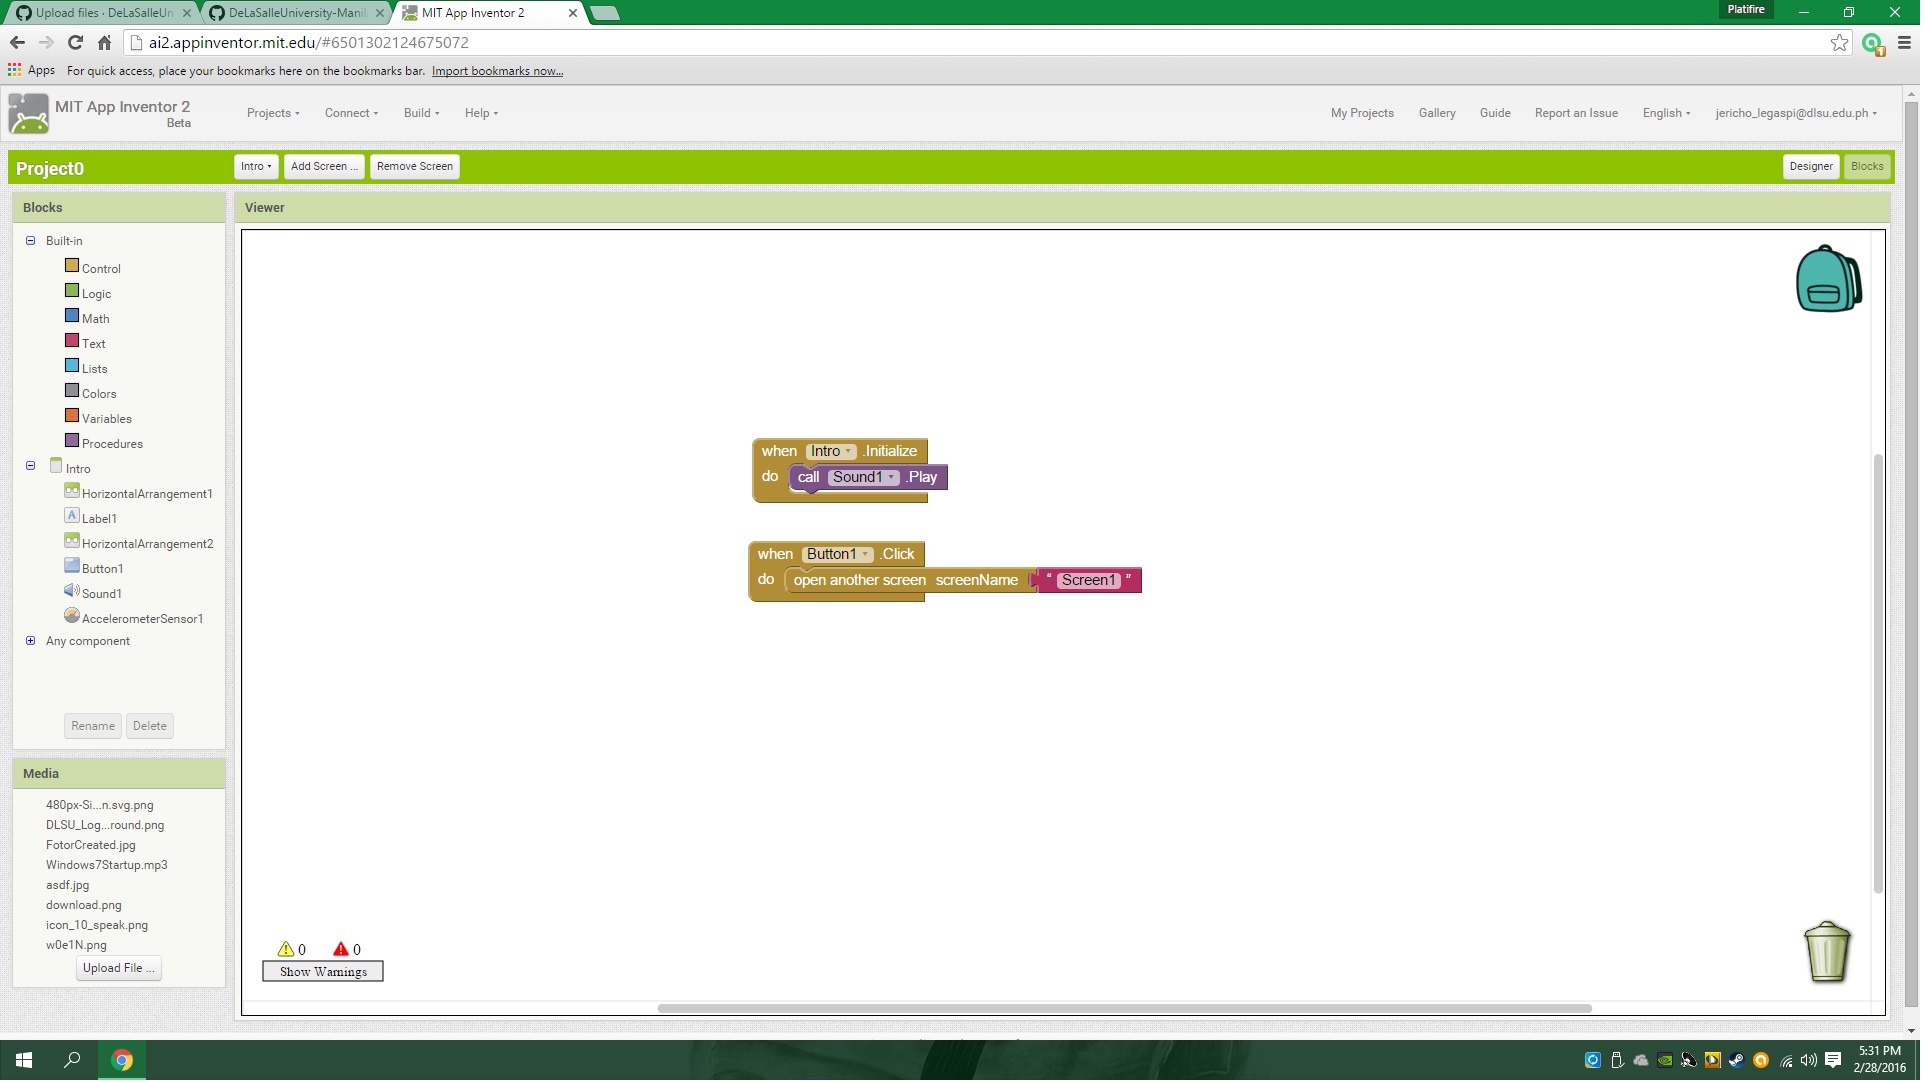 Upload files · DeLaSalleUn
DeLaSalleUniversity-Manil
MIT App Inventor 2
Platifire
ai2.appinventor.mit.edu/#6501302124675072
Apps For quick access, place your bookmarks here on the bookmarks bar. Import bookmarks now...
MIT App Inventor 2
Beta
Projects Connect Build Help
My Projects Gallery Guide Report an Issue English jericho_legaspi@dlsu.edu.ph
Project0
Intro Add Screen ... Remove Screen
Designer Blocks
Blocks
Viewer
Built-in
Control
Logic
Math
Text
Lists
Colors
Variables
Procedures
Intro
HorizontalArrangement1
A Label1
HorizontalArrangement2
Button1
Sound1
AccelerometerSensor1
Any component
Rename Delete
Media
480px-Si...n.svg.png
DLSU_Log...round.png
FotorCreated.jpg
Windows7Startup.mp3
asdf.jpg
download.png
icon_10_speak.png
w0e1N.png
Upload File ...
when Intro .Initialize
do call Sound1 .Play
when Button1 .Click
do open another screen screenName " Screen1 "
0 0
Show Warnings
5:31 PM
2/28/2016